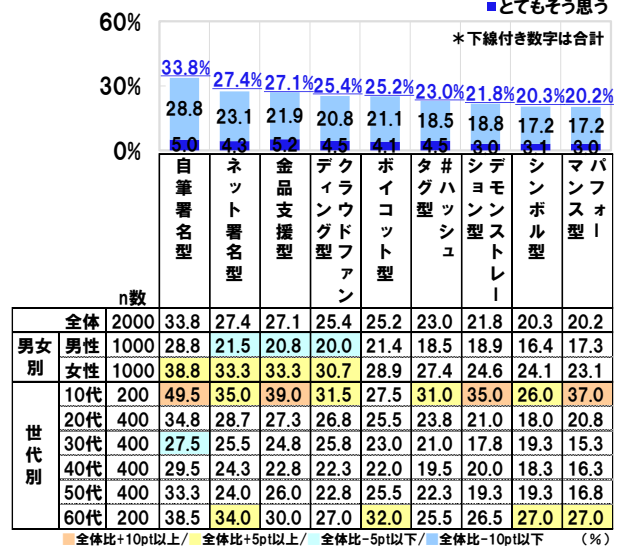 ■とてもそう思う
60%
＊下線付き数字は合計
33.8% 27.4% 27.1% 25.4% 25.2% 23.0% 21.8% 20.3% 20.2%
30%
28.8 23.1 21.9 20.8 21.1 18.5 18.8 17.2 17.2
5.0 4.3 5.2 4.5 4.1 4.5 3.0 3.1 3.0
0%
n数 自筆署名型 ネット署名型 金品支援型 クラウドファンディング型 ボイコット型 #ハッシュタグ型 デモンストレーション型 シンボル型 パフォーマンス型
全体 2000 33.8 27.4 27.1 25.4 25.2 23.0 21.8 20.3 20.2
男女別
男性 1000 28.8 21.5 20.8 20.0 21.4 18.5 18.9 16.4 17.3
女性 1000 38.8 33.3 33.3 30.7 28.9 27.4 24.6 24.1 23.1
世代別
10代 200 49.5 35.0 39.0 31.5 27.5 31.0 35.0 26.0 37.0
20代 400 34.8 28.7 27.3 26.8 25.5 23.8 21.0 18.0 20.8
30代 400 27.5 25.5 24.8 25.8 23.0 21.0 17.8 19.3 15.3
40代 400 29.5 24.3 22.8 22.3 22.0 19.5 20.0 18.3 16.3
50代 400 33.3 24.0 26.0 22.8 25.5 22.3 19.3 19.3 16.8
60代 200 38.5 34.0 30.0 27.0 32.0 25.5 26.5 27.0 27.0
■全体比+10pt以上/■全体比+5pt以上/■全体比-5pt以下/■全体比-10pt以下 (%)